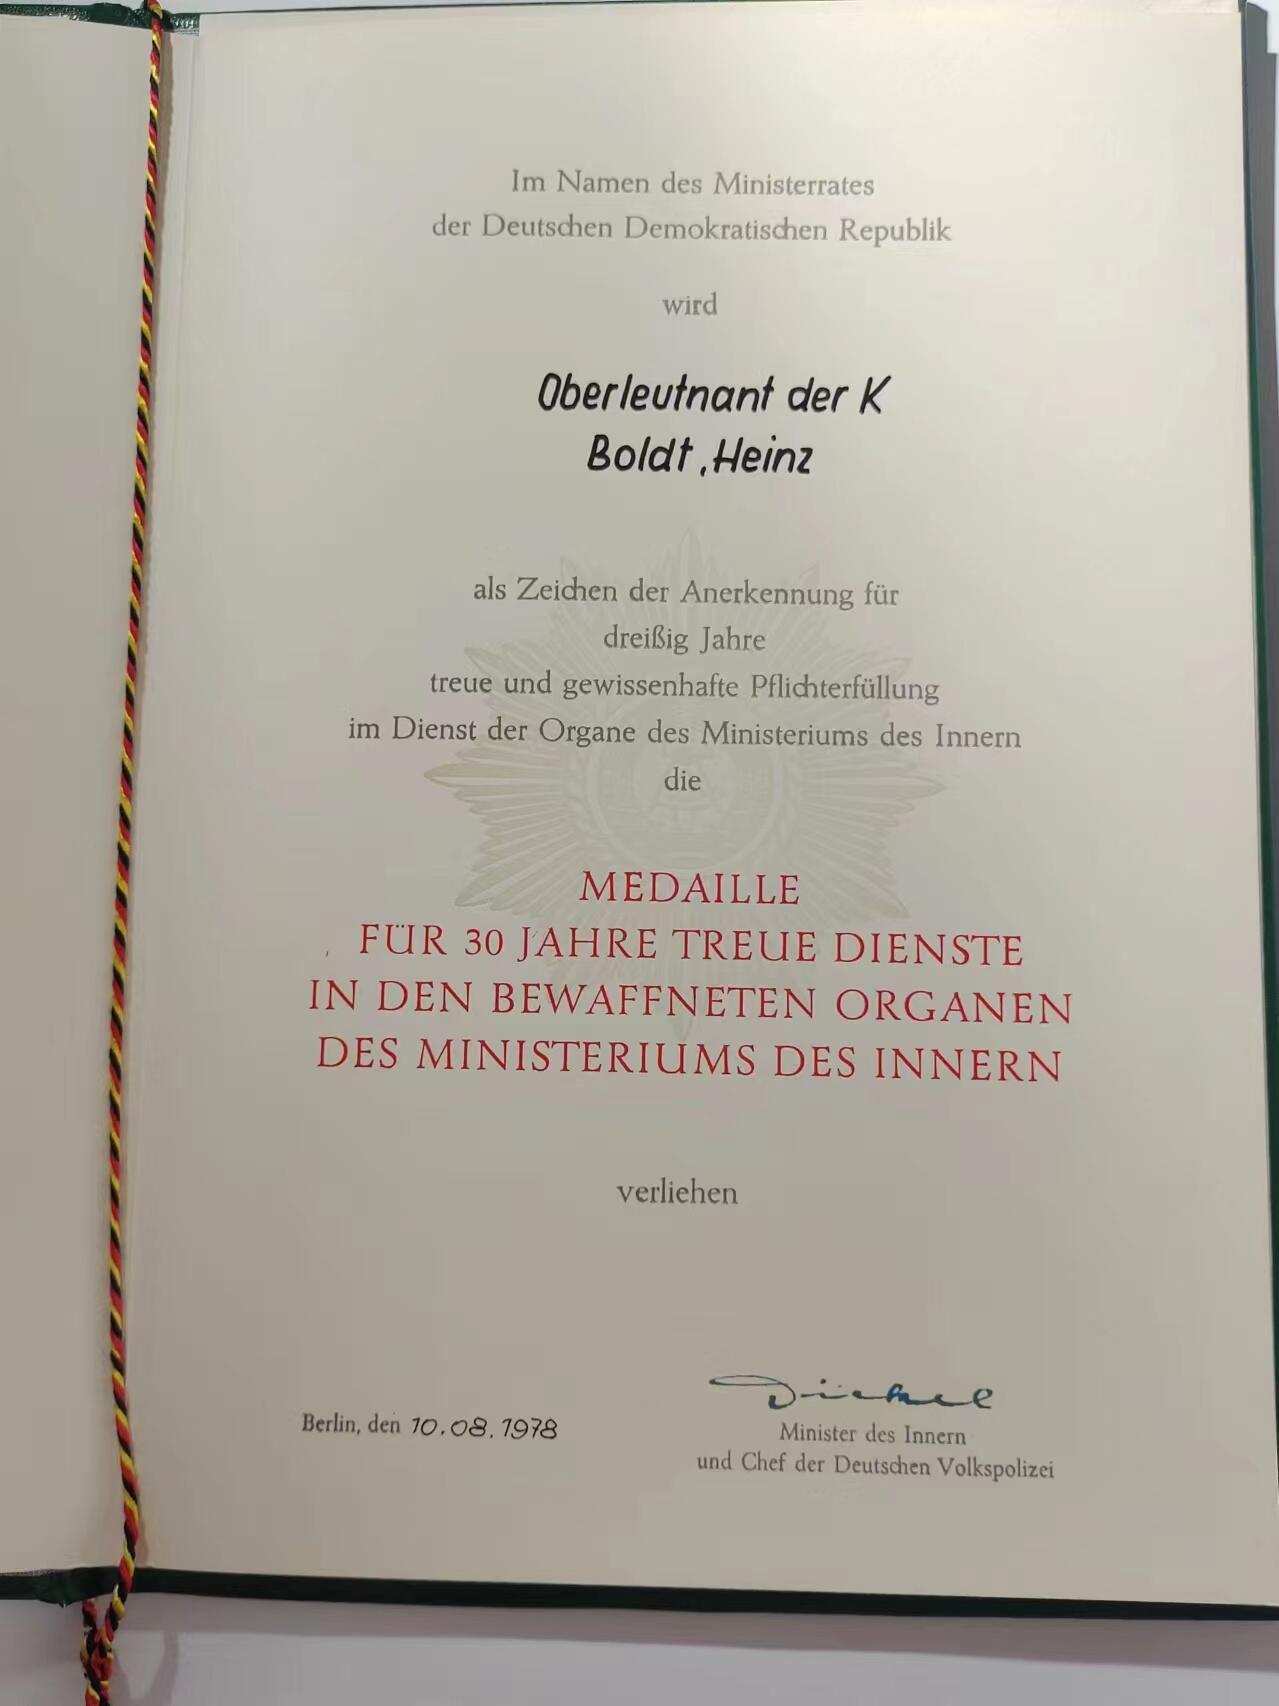 Im Namen des Ministerrates
der Deutschen Demokratischen Republik
wird
Oberleutnant der K
Boldt, Heinz
als Zeichen der Anerkennung für
dreißig Jahre
treue und gewissenhafte Pflichterfüllung
im Dienst der Organe des Ministeriums des Innern
die
MEDAILLE
FÜR 30 JAHRE TREUE DIENSTE
IN DEN BEWAFFNETEN ORGANEN
DES MINISTERIUMS DES INNERN
verliehen
Dickel
Berlin, den 10.08.1978
Minister des Innern
und Chef der Deutschen Volkspolizei